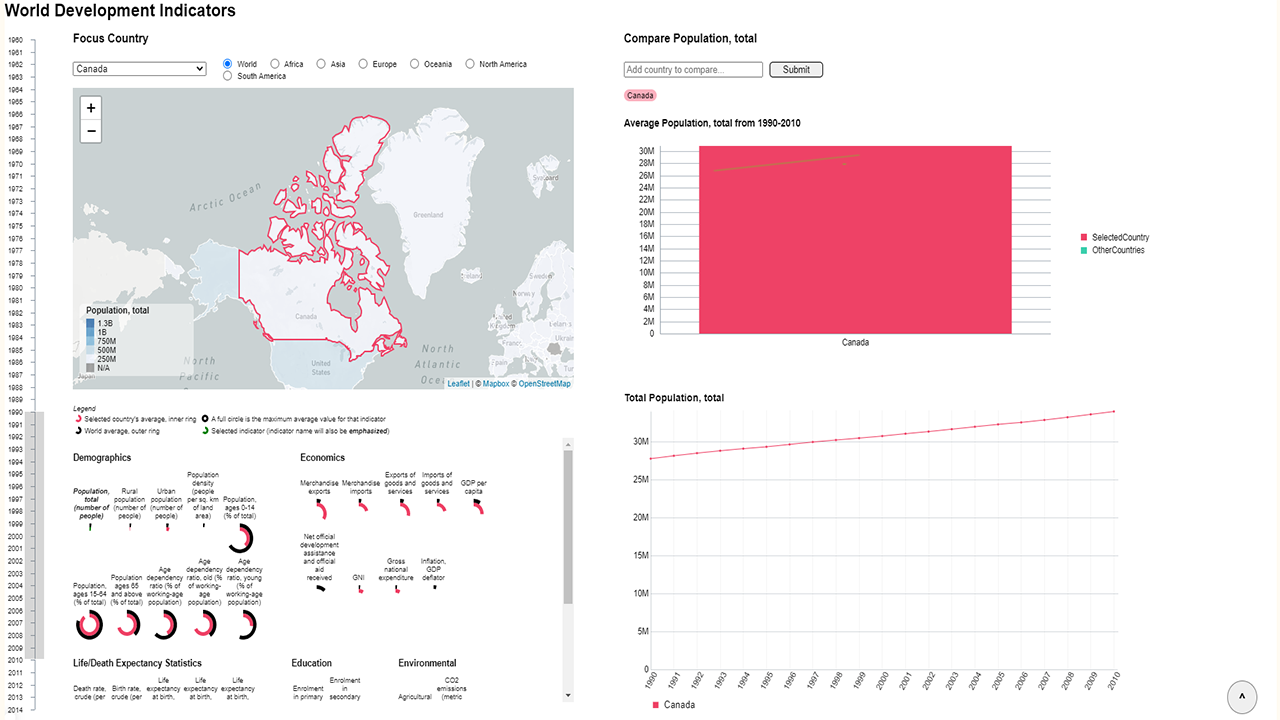 World Development Indicators
1960
1961
1962
1963
1964
1965
1966
1967
1968
1969
1970
1971
1972
1973
1974
1975
1976
1977
1978
1979
1980
1981
1982
1983
1984
1985
1986
1987
1988
1989
1990
1991
1992
1993
1994
1995
1996
1997
1998
1999
2000
2001
2002
2003
2004
2005
2006
2007
2008
2009
2010
2011
2012
2013
2014
Focus Country
Canada
World Africa Asia Europe Oceania North America
South America
+
−
Arctic Ocean
Svalbard
Greenland
Iceland
Sweden
Norway
United
Kingdom
Belarus
France
Spain
Canada
North
Pacific
North
Atlantic
Ocea
United
States
Japan
Population, total
1.3B
1B
750M
500M
250M
N/A
Leaflet | © Mapbox © OpenStreetMap
Legend
Selected country's average, inner ring A full circle is the maximum average value for that indicator
World average, outer ring Selected indicator (indicator name will also be emphasized)
Demographics
Population,
total
(number of
people)
Rural
population
(number of
people)
Urban
population
(number of
people)
Population
density
(people
per sq. km
of land
area)
Population,
ages 0-14
(% of total)
Population,
ages 15-64
(% of total)
Population
ages 65
and above
(% of total)
Age
dependency
ratio (% of
working-age
population)
Age
dependency
ratio, old (%
of working-
age
population)
Age
dependency
ratio, young
(% of
working-age
population)
Economics
Merchandise
exports
Merchandise
imports
Exports of
goods and
services
Imports of
goods and
services
GDP per
capita
Net official
development
assistance
and official
aid
received
GNI
Gross
national
expenditure
Inflation,
GDP
deflator
Life/Death Expectancy Statistics
Death rate,
crude (per
Birth rate,
crude (per
Life
expectancy
at birth,
Life
expectancy
at birth,
Life
expectancy
at birth,
Education
Enrolment
in primary
Enrolment
in
secondary
Environmental
Agricultural
CO2
emissions
(metric
Compare Population, total
Add country to compare...
Submit
Canada
Average Population, total from 1990-2010
30M
28M
26M
24M
22M
20M
18M
16M
14M
12M
10M
8M
6M
4M
2M
0
Canada
SelectedCountry
OtherCountries
Total Population, total
30M
25M
20M
15M
10M
5M
0
1990 1991 1992 1993 1994 1995 1996 1997 1998 1999 2000 2001 2002 2003 2004 2005 2006 2007 2008 2009 2010
Canada
^